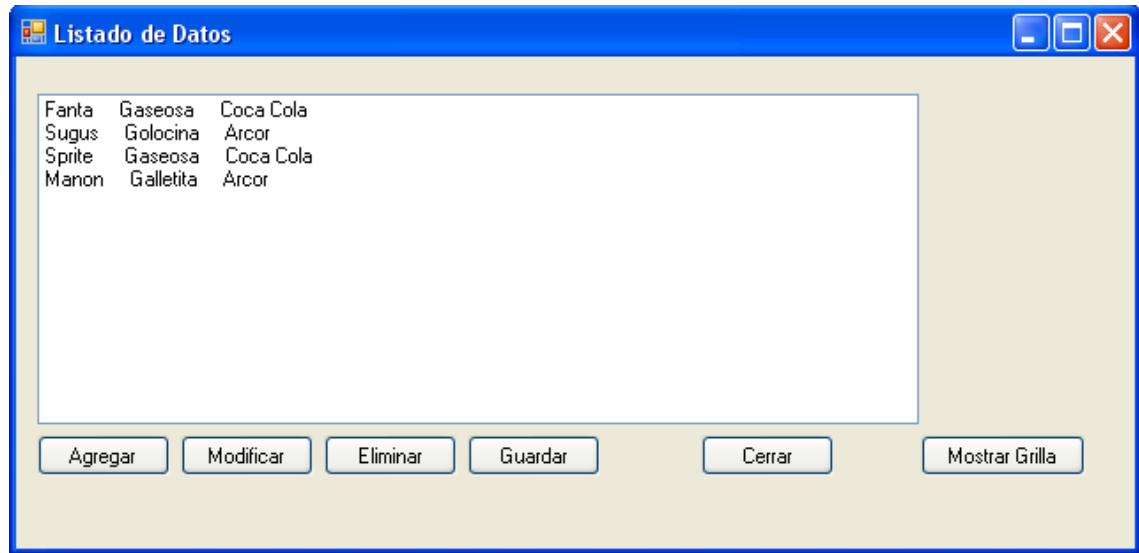 Listado de Datos
Fanta Gaseosa Coca Cola
Sugus Golocina Arcor
Sprite Gaseosa Coca Cola
Manon Galletita Arcor
Agregar Modificar Eliminar Guardar Cerrar Mostrar Grilla